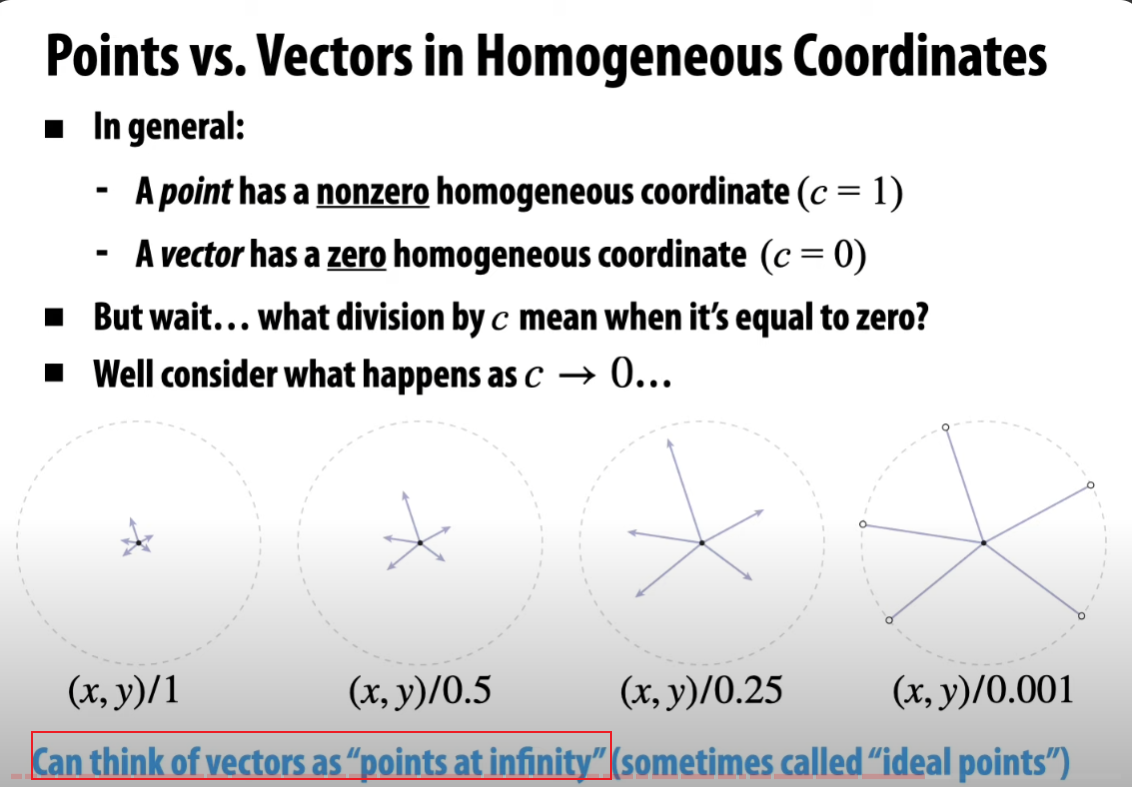 Points vs. Vectors in Homogeneous Coordinates
■ In general:
- A point has a nonzero homogeneous coordinate (c = 1)
- A vector has a zero homogeneous coordinate (c = 0)
■ But wait… what division by c mean when it’s equal to zero?
■ Well consider what happens as c → 0…
(x, y)/1 (x, y)/0.5 (x, y)/0.25 (x, y)/0.001
Can think of vectors as “points at infinity” (sometimes called “ideal points”)